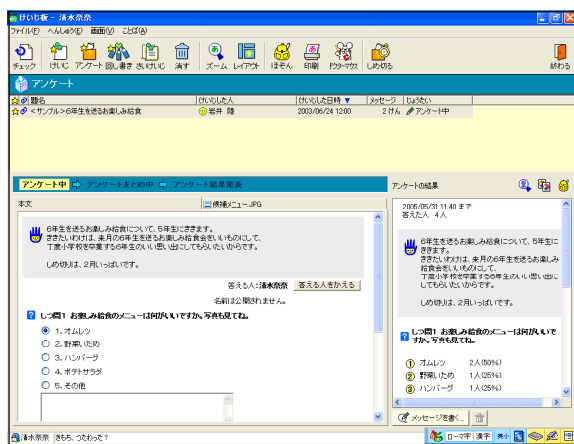 けいじ板 - 清水奈奈
ファイル(F) へんしゅう(E) 画面(V) ことば(A)
チェック けいじ アンケート 回し書き さいけいじ 消す ズーム レイアウト ほぞん 印刷 ドクターマウス しめきる 終わる
アンケート
題名 けいじした人 けいじした日時 ▼ メッセージ じょうたい
<サンプル>6年生を送るお楽しみ給食 岩井 陸 2003/06/24 12:00 2けん アンケート中
アンケート中 アンケートまとめ中 アンケート結果発表
本文 候補メニュー.JPG
6年生を送るお楽しみ給食について、5年生にききます。
ききたいわけは、来月の6年生を送るお楽しみ給食会をいいものにして、
丁度小学校を卒業する6年生のいい思い出にしてもらいたいからです。
しめ切りは、2月いっぱいです。
答える人:清水奈奈 答える人をかえる
名前は公開されません。
しつ問1 お楽しみ給食のメニューは何がいいですか。写真も見てね。
1. オムレツ
2. 野菜いため
3. ハンバーグ
4. ポテトサラダ
5. その他
アンケートの結果
2005/05/31 11:40 まで
答えた人 4人
6年生を送るお楽しみ給食について、5年生に
ききます。
ききたいわけは、来月の6年生を送るお楽しみ
給食会をいいものにして、
丁度小学校を卒業する6年生のいい思い出に
してもらいたいからです。
しめ切りは、2月いっぱいです。
しつ問1 お楽しみ給食のメニューは何がいいで
すか。写真も見てね。
1 オムレツ 2人(50%)
2 野菜いため 1人(25%)
3 ハンバーグ 1人(25%)
メッセージを書く...
清水奈奈 きもち、つたわった?
ローマ字 漢字 英小